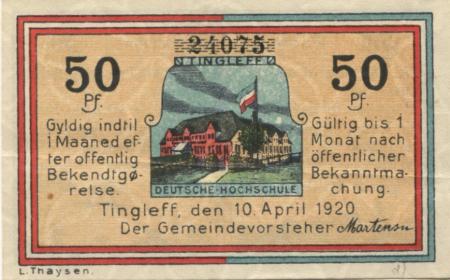 24075
TINGLEFF
50
Pf.
50
Pf.
Gyldig indtil
1 Maaned ef-
ter offentlig
Bekendtgø-
relse.
Gültig bis 1
Monat nach
öffentlicher
Bekanntma-
chung.
DEUTSCHE-HOCHSCHULE
Tingleff, den 10. April 1920
Der Gemeindevorsteher Martensen
L. Thaysen.